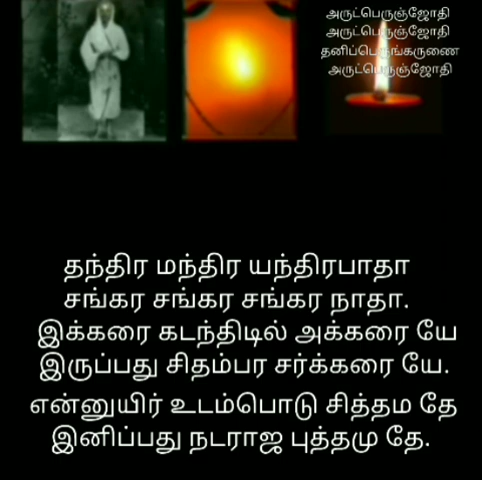 அருட்பெருஞ்ஜோதி
அருட்பெருஞ்ஜோதி
தனிப்பெருங்கருணை
அருட்பெருஞ்ஜோதி
தந்திர மந்திர யந்திரபாதா
சங்கர சங்கர சங்கர நாதா.
இக்கரை கடந்திடில் அக்கரை யே
இருப்பது சிதம்பர சர்க்கரை யே.
என்னுயிர் உடம்பொடு சித்தம தே
இனிப்பது நடராஜ புத்தமு தே.